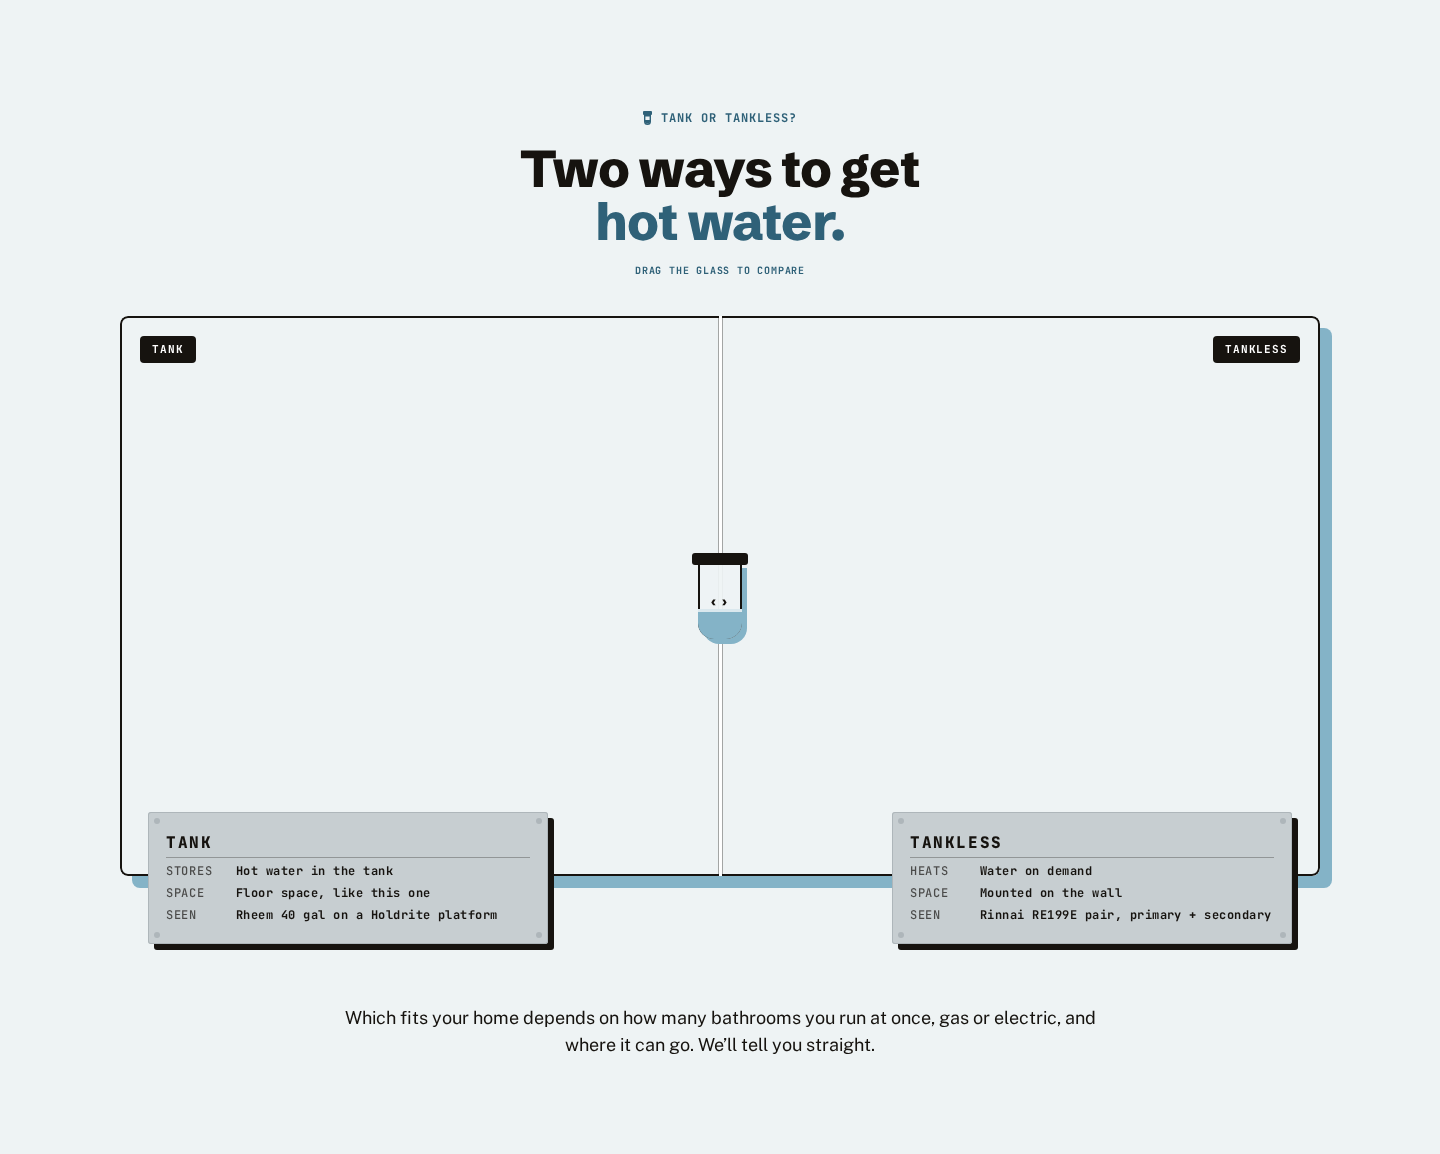 TANK OR TANKLESS?
Two ways to get
hot water.
DRAG THE GLASS TO COMPARE
TANK
TANKLESS
‹ ›
TANK
STORES Hot water in the tank
SPACE Floor space, like this one
SEEN Rheem 40 gal on a Holdrite platform
TANKLESS
HEATS Water on demand
SPACE Mounted on the wall
SEEN Rinnai RE199E pair, primary + secondary
Which fits your home depends on how many bathrooms you run at once, gas or electric, and
where it can go. We’ll tell you straight.